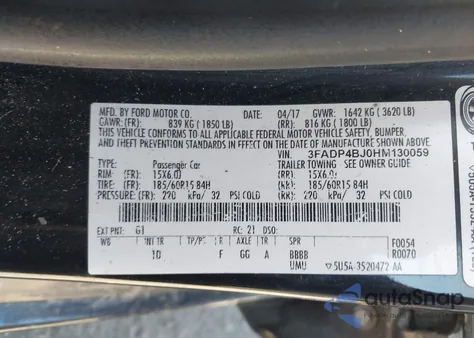 MFD. BY FORD MOTOR CO. DATE: 04/17 GVWR: 1642 KG ( 3620 LB)
GAWR: (FR): 839 KG ( 1850 LB) (RR): 816 KG ( 1800 LB)
THIS VEHICLE CONFORMS TO ALL APPLICABLE FEDERAL MOTOR VEHICLE SAFETY, BUMPER,
AND THEFT PREVENTION STANDARDS IN EFFECT ON THE DATE OF MANUFACTURE SHOWN ABOVE.
VIN: 3FADP4BJ0HM130059
TYPE: Passenger Car TRAILER TOWING - SEE OWNER GUIDE
RIM: (FR): 15X6.0J (RR): 15X6.0J
TIRE: (FR): 185/60R15 84H (RR): 185/60R15 84H
PRESSURE: (FR): 220 kPa/ 32 PSI COLD (RR): 220 kPa/ 32 PSI COLD
EXT PNT: G1 RC: 21 DSO:
WB INT TR TP/PS R AXLE TR SPR F0054
F GG A BBBB R0070
UMU 5U5A-3520472-AA
autoSnap
by Car Dealer